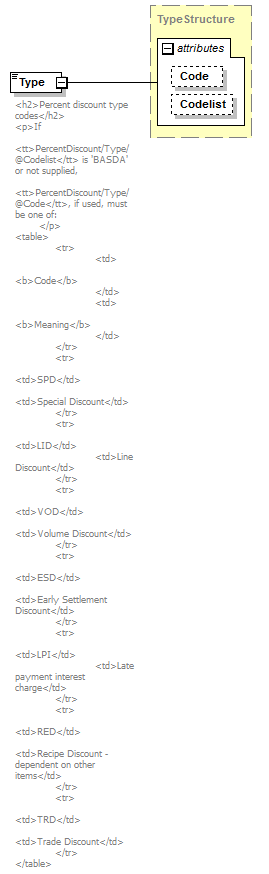 TypeStructure
attributes
Type
Code
Codelist
<h2>Percent discount type
codes</h2>
<p>If
<tt>PercentDiscount/Type/
@Codelist</tt> is 'BASDA'
or not supplied,
<tt>PercentDiscount/Type/
@Code</tt>, if used, must
be one of:
</p>
<table>
<tr>
<td>
<b>Code</b>
</td>
<td>
<b>Meaning</b>
</td>
</tr>
<tr>
<td>SPD</td>
<td>Special Discount</td>
</tr>
<tr>
<td>LID</td>
<td>Line
Discount</td>
</tr>
<tr>
<td>VOD</td>
<td>Volume Discount</td>
</tr>
<tr>
<td>ESD</td>
<td>Early Settlement
Discount</td>
</tr>
<tr>
<td>LPI</td>
<td>Late
payment interest
charge</td>
</tr>
<tr>
<td>RED</td>
<td>Recipe Discount -
dependent on other
items</td>
</tr>
<tr>
<td>TRD</td>
<td>Trade Discount</td>
</tr>
</table>